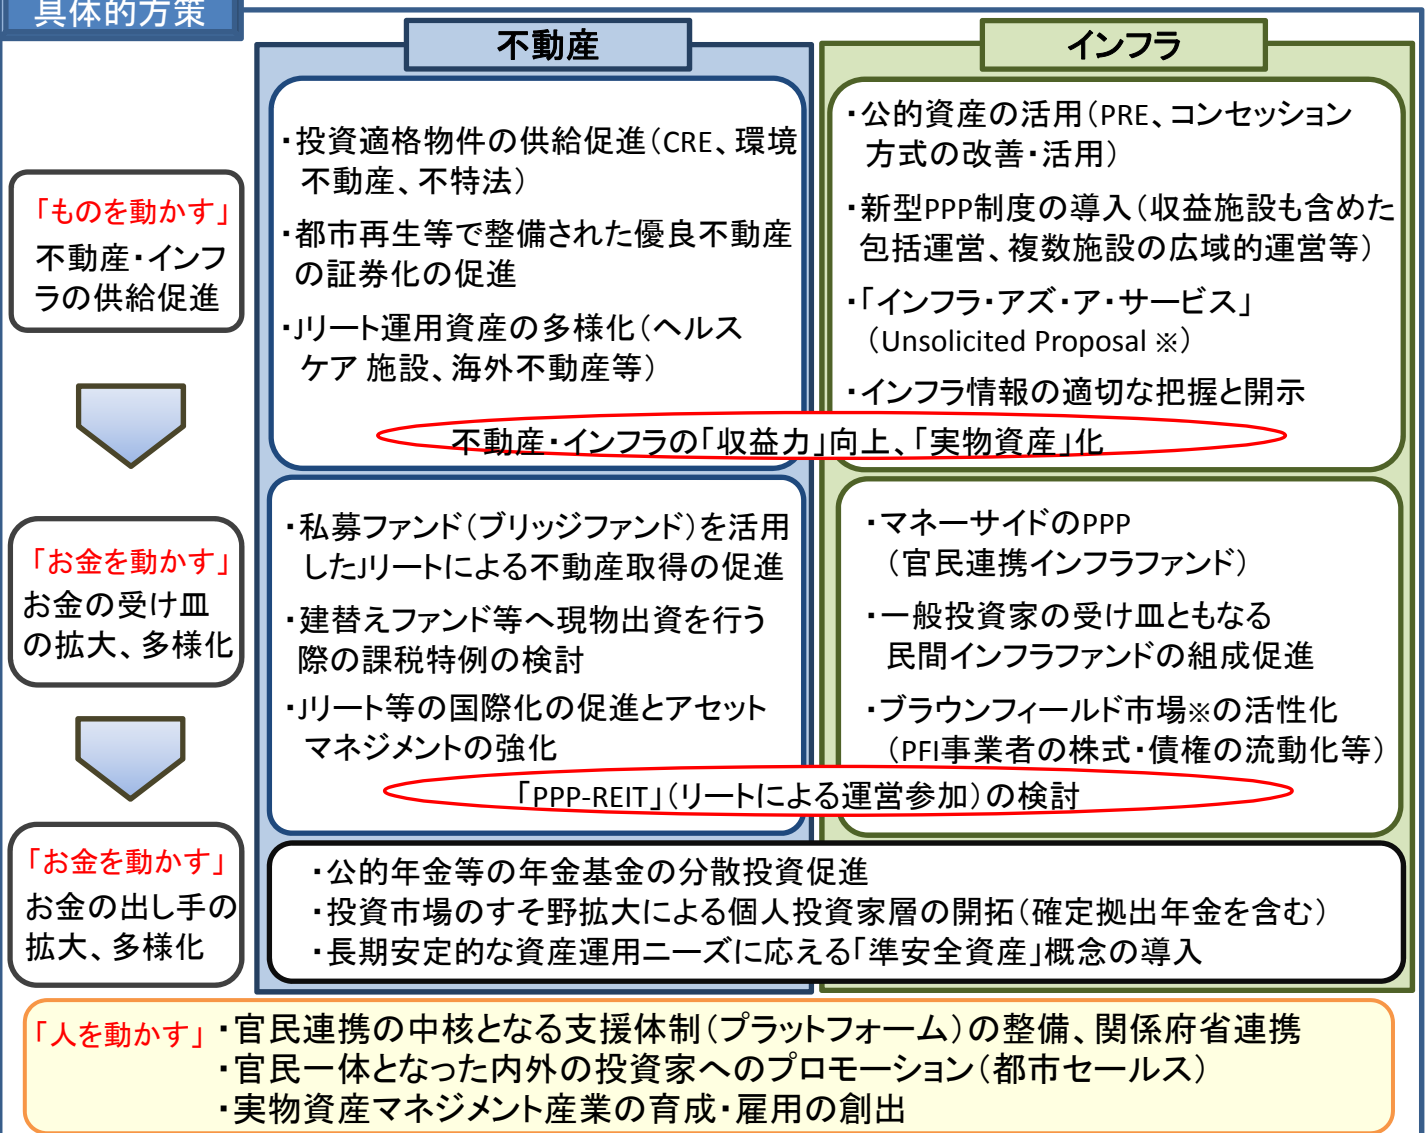 具体的方策
不動産
インフラ
「ものを動かす」
不動産・インフ
ラの供給促進
・投資適格物件の供給促進（CRE、環境
不動産、不特法）
・都市再生等で整備された優良不動産
の証券化の促進
・Jリート運用資産の多様化（ヘルス
ケア 施設、海外不動産等）
・公的資産の活用（PRE、コンセッション
方式の改善・活用）
・新型PPP制度の導入（収益施設も含めた
包括運営、複数施設の広域的運営等）
・「インフラ・アズ・ア・サービス」
（Unsolicited Proposal ※）
・インフラ情報の適切な把握と開示
不動産・インフラの「収益力」向上、「実物資産」化
「お金を動かす」
お金の受け皿
の拡大、多様化
・私募ファンド（ブリッジファンド）を活用
したJリートによる不動産取得の促進
・建替えファンド等へ現物出資を行う
際の課税特例の検討
・Jリート等の国際化の促進とアセット
マネジメントの強化
・マネーサイドのPPP
（官民連携インフラファンド）
・一般投資家の受け皿ともなる
民間インフラファンドの組成促進
・ブラウンフィールド市場※の活性化
（PFI事業者の株式・債権の流動化等）
「PPP-REIT」（リートによる運営参加）の検討
「お金を動かす」
お金の出し手の
拡大、多様化
・公的年金等の年金基金の分散投資促進
・投資市場のすそ野拡大による個人投資家層の開拓（確定拠出年金を含む）
・長期安定的な資産運用ニーズに応える「準安全資産」概念の導入
「人を動かす」・官民連携の中核となる支援体制（プラットフォーム）の整備、関係府省連携
・官民一体となった内外の投資家へのプロモーション（都市セールス）
・実物資産マネジメント産業の育成・雇用の創出